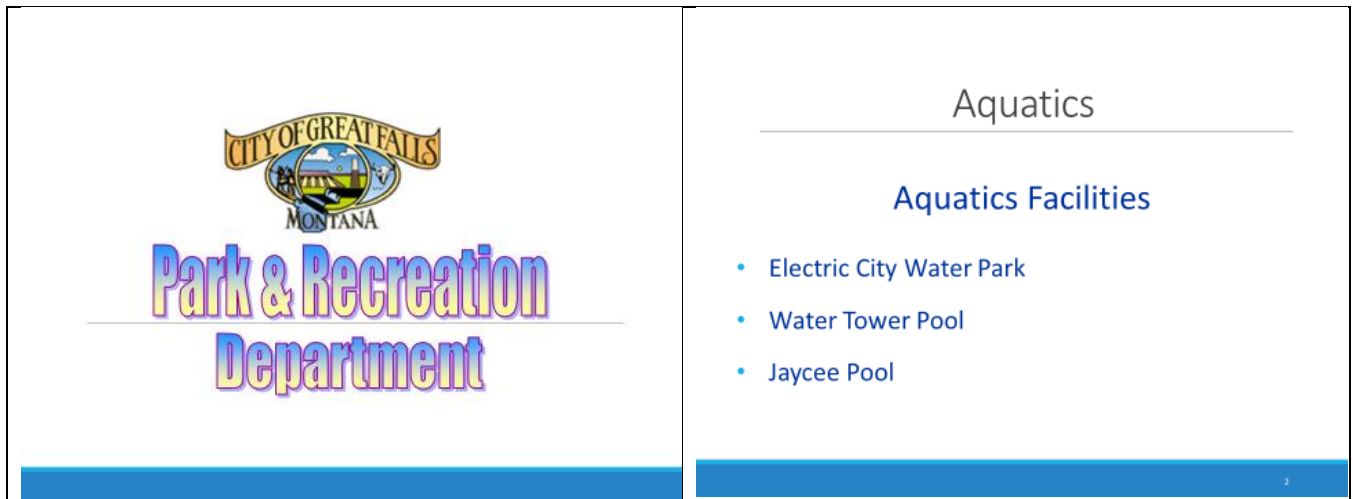 CITY OF GREAT FALLS
MONTANA
Park & Recreation
Department
Aquatics
Aquatics Facilities
• Electric City Water Park
• Water Tower Pool
• Jaycee Pool
2